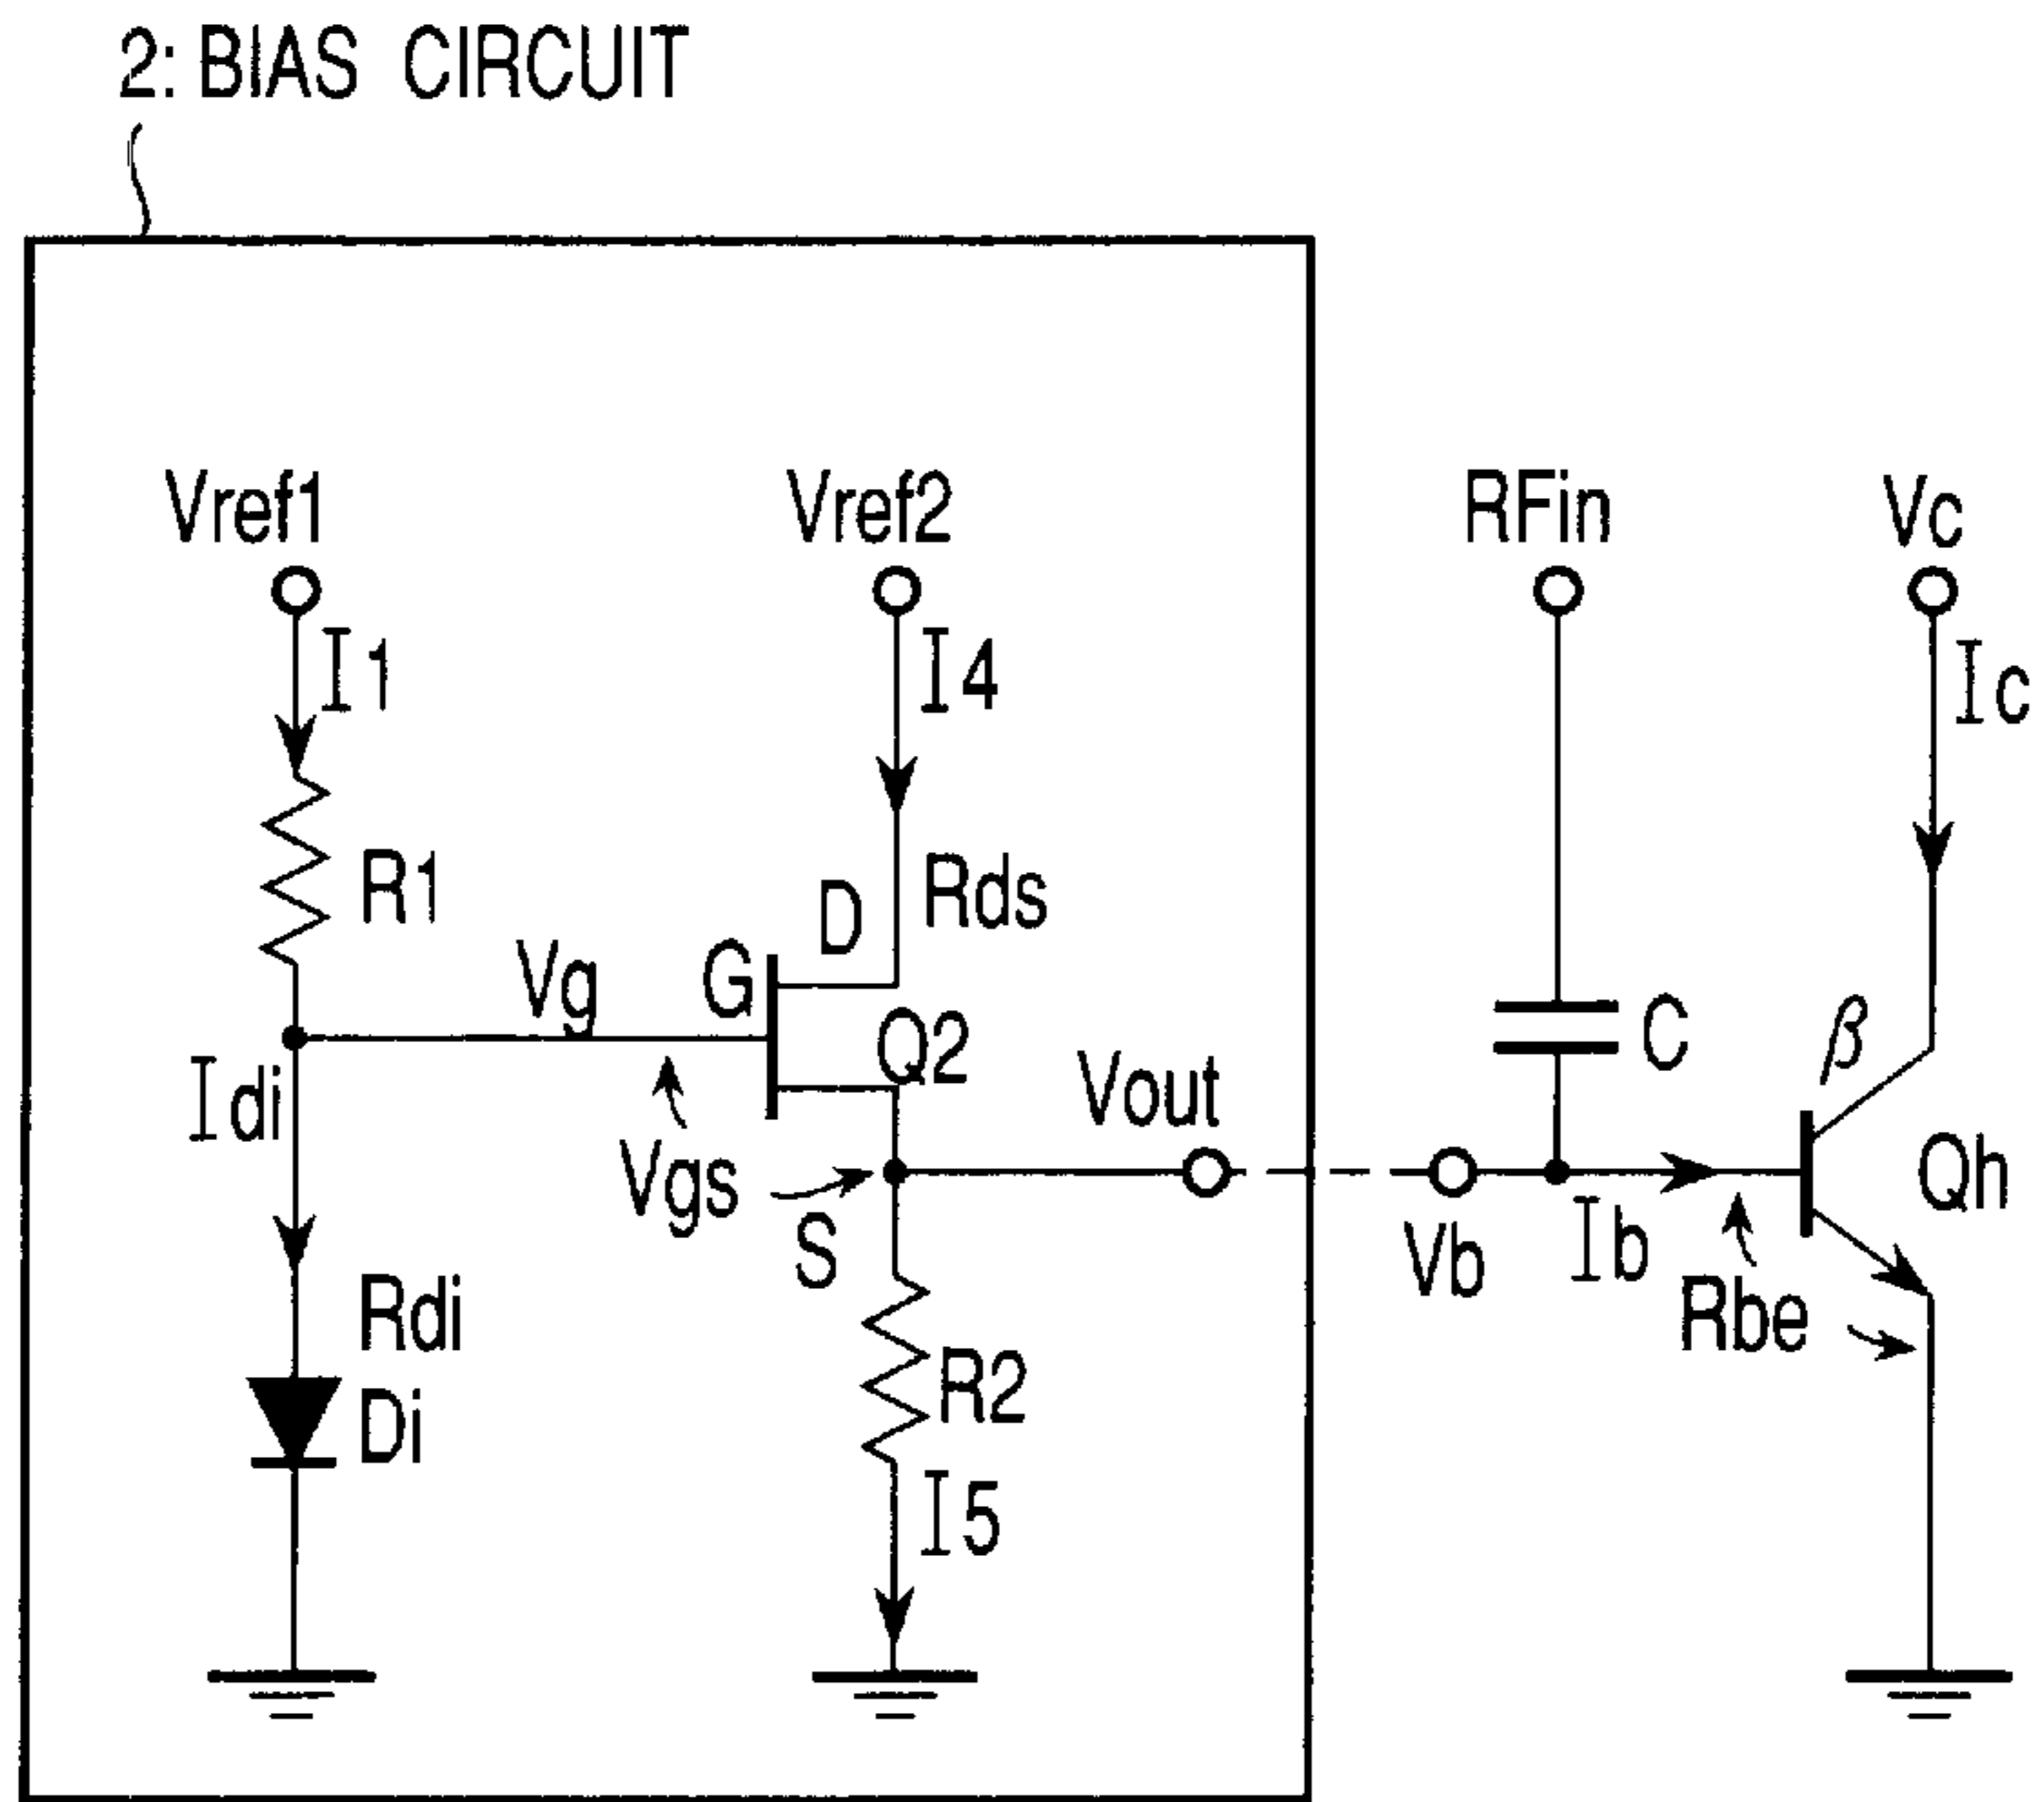 2: BIAS CIRCUIT
Vref1
Vref2
RFin
Vc
I1
I4
Ic
R1
D
Rds
Vg
G
Q2
C
β
Idi
Vgs
S
Vout
Vb
Ib
Rbe
Qh
Rdi
Di
R2
I5